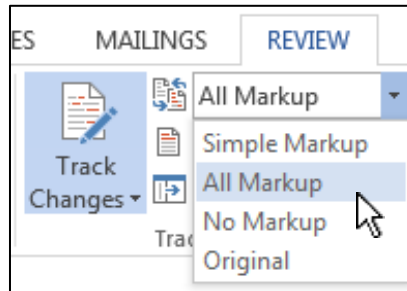 ES MAILINGS REVIEW
All Markup
Track
Changes
Simple Markup
All Markup
No Markup
Original
Trac